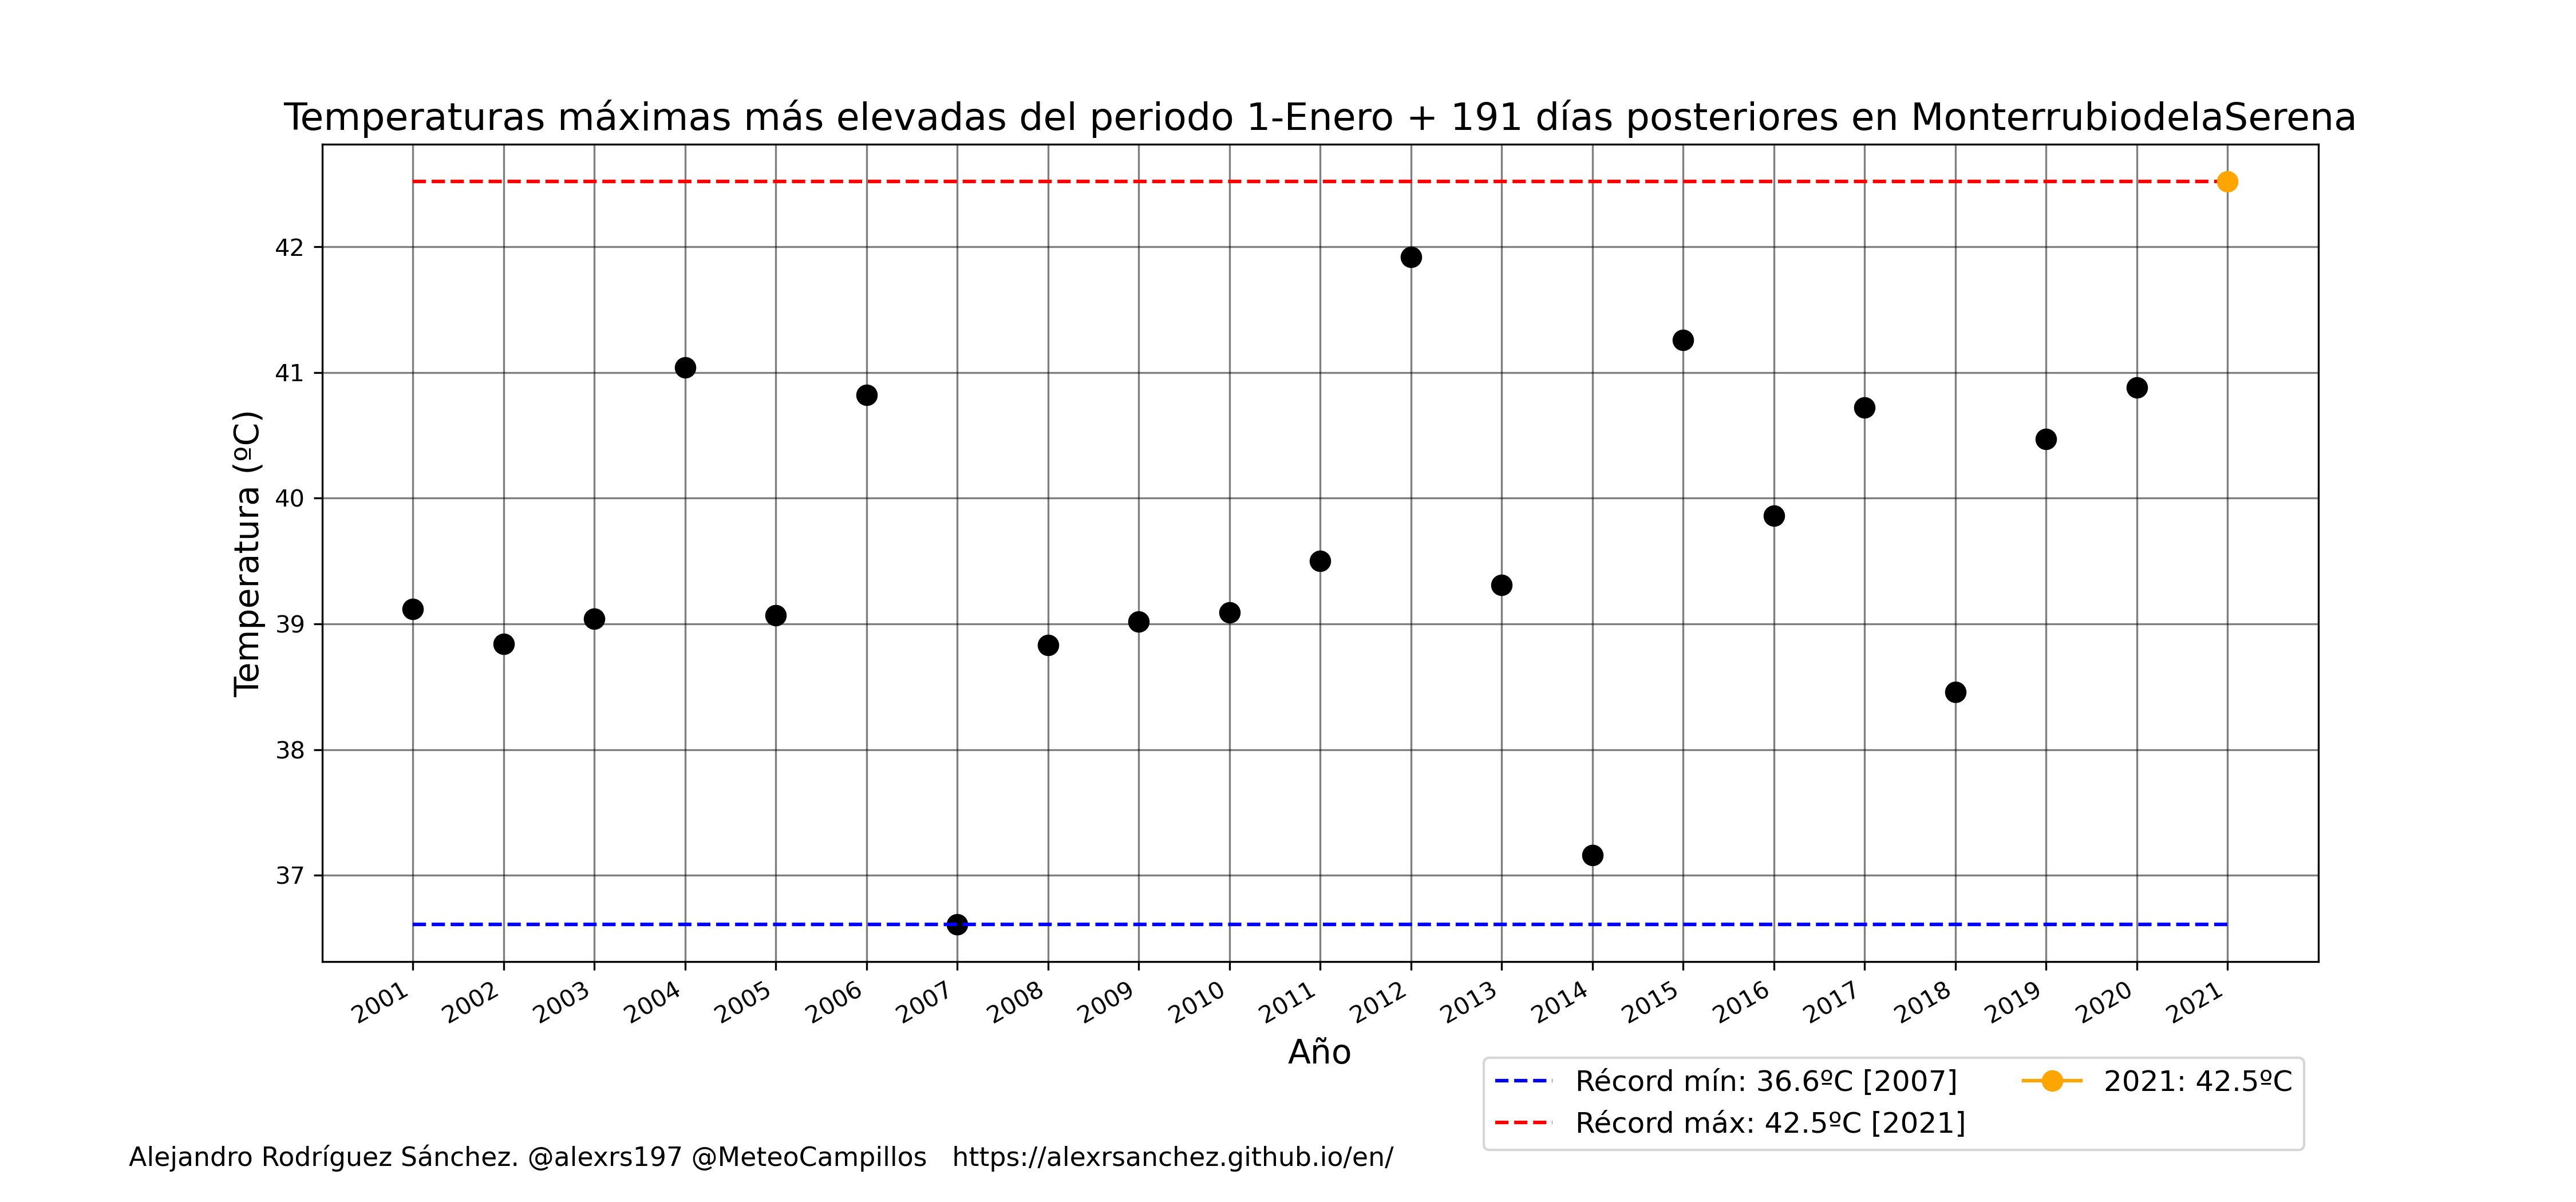 Temperaturas máximas más elevadas del periodo 1-Enero + 191 días posteriores en MonterrubiodelaSerena
Temperatura (ºC)
42
41
40
39
38
37
2001 2002 2003 2004 2005 2006 2007 2008 2009 2010 2011 2012 2013 2014 2015 2016 2017 2018 2019 2020 2021
Año
Récord mín: 36.6ºC [2007]
Récord máx: 42.5ºC [2021]
2021: 42.5ºC
Alejandro Rodríguez Sánchez. @alexrs197 @MeteoCampillos https://alexrsanchez.github.io/en/